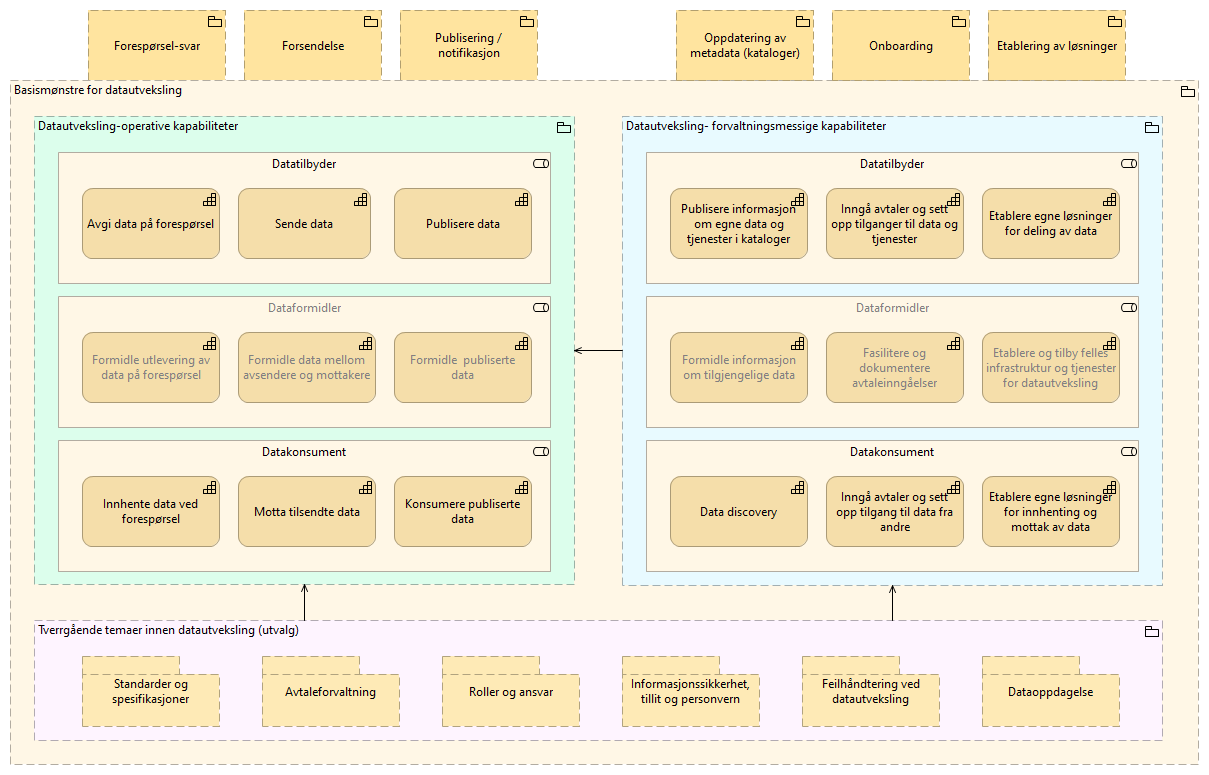 Forespørsel-svar
Forsendelse
Publisering /
notifikasjon
Oppdatering av
metadata (kataloger)
Onboarding
Etablering av løsninger
Basismønstre for datautveksling
Datautveksling-operative kapabiliteter
Datatilbyder
Avgi data på forespørsel
Sende data
Publisere data
Dataformidler
Formidle utlevering av
data på forespørsel
Formidle data mellom
avsendere og mottakere
Formidle  publiserte
data
Datakonsument
Innhente data ved
forespørsel
Motta tilsendte data
Konsumere publiserte
data
Datautveksling- forvaltningsmessige kapabiliteter
Datatilbyder
Publisere informasjon
om egne data og
tjenester i kataloger
Inngå avtaler og sett
opp tilganger til data og
tjenester
Etablere egne løsninger
for deling av data
Dataformidler
Formidle informasjon
om tilgjengelige data
Fasilitere og
dokumentere
avtaleinngåelser
Etablere og tilby felles
infrastruktur og tjenester
for datautveksling
Datakonsument
Data discovery
Inngå avtaler og sett
opp tilgang til data fra
andre
Etablere egne løsninger
for innhenting og
mottak av data
Tverrgående temaer innen datautveksling (utvalg)
Standarder og
spesifikasjoner
Avtaleforvaltning
Roller og ansvar
Informasjonssikkerhet,
tillit og personvern
Feilhåndtering ved
datautveksling
Dataoppdagelse